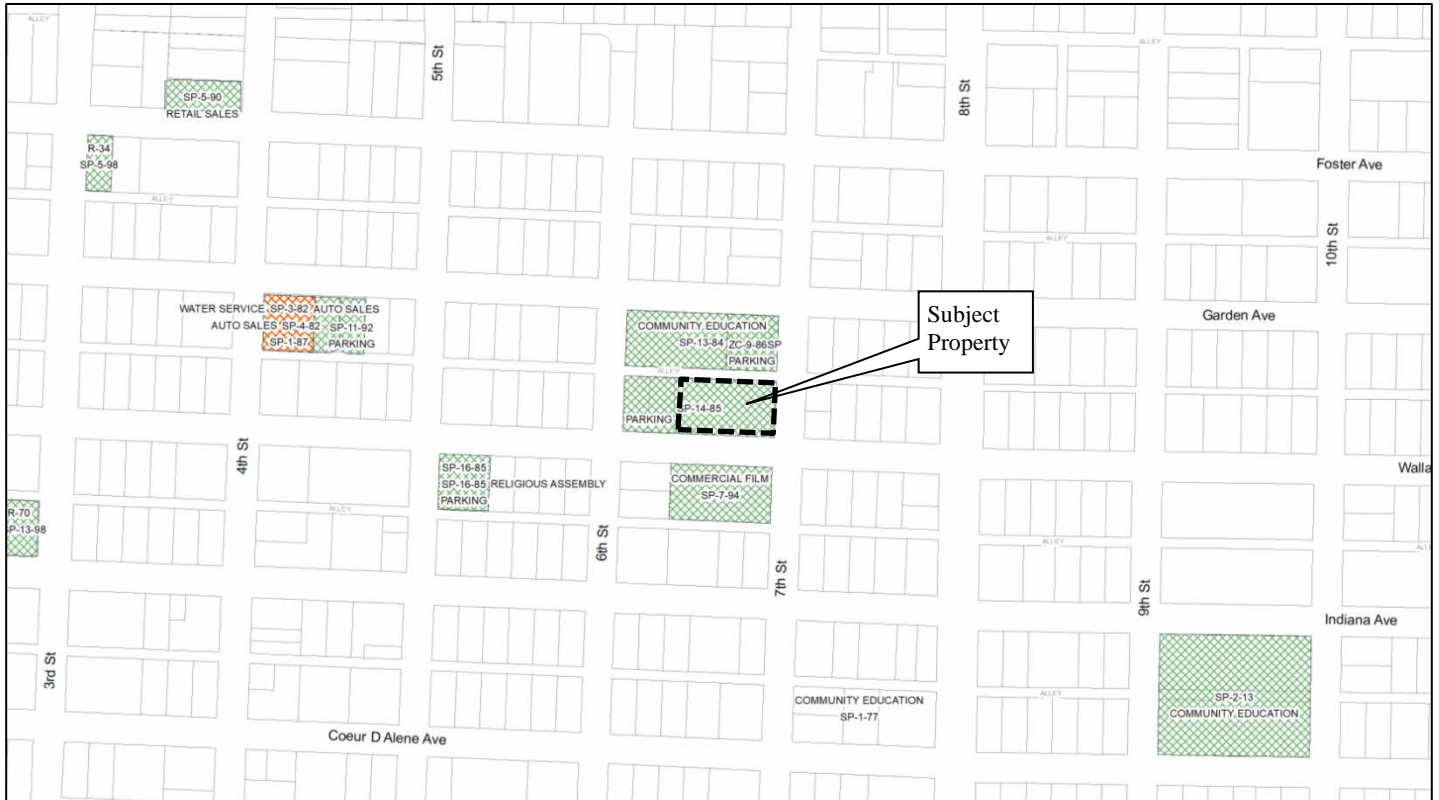 ALLEY
ALLEY
5th St
8th St
SP-5-90
RETAIL SALES
R-34
SP-5-98
ALLEY
Foster Ave
ALLEY
10th St
WATER SERVICE SP-3-82 AUTO SALES
AUTO SALES SP-4-82 SP-11-92
SP-1-87 PARKING
Subject
Property
Garden Ave
COMMUNITY EDUCATION
SP-13-84 ZC-9-86SP
PARKING
ALLEY
SP-14-85
PARKING
4th St
SP-16-85
SP-16-85 RELIGIOUS ASSEMBLY
PARKING
COMMERCIAL FILM
SP-7-94
Walla
R-70
SP-13-98
ALLEY
6th St
ALLEY
ALL
7th St
9th St
Indiana Ave
3rd St
ALLEY
COMMUNITY EDUCATION
SP-1-77
SP-2-13
COMMUNITY EDUCATION
Coeur D Alene Ave